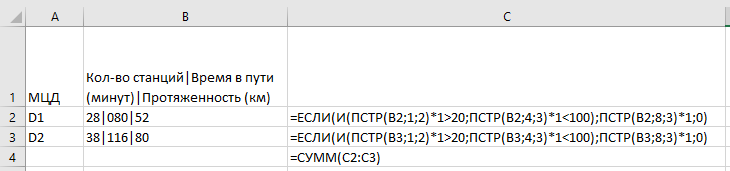 A B C
Кол-во станций|Время в пути
1 МЦД (минут)|Протяженность (км)
2 D1 28|080|52 =ЕСЛИ(И(ПСТР(B2;1;2)*1>20;ПСТР(B2;4;3)*1<100);ПСТР(B2;8;3)*1;0)
3 D2 38|116|80 =ЕСЛИ(И(ПСТР(B3;1;2)*1>20;ПСТР(B3;4;3)*1<100);ПСТР(B3;8;3)*1;0)
4 =СУММ(C2:C3)